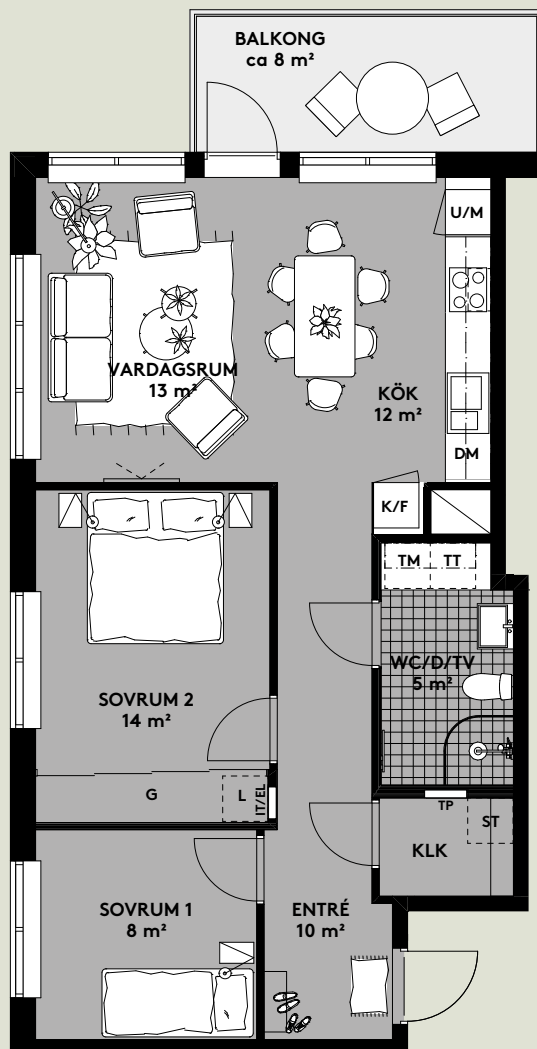 BALKONG
ca 8 m²
U/M
VARDAGSRUM
13 m²
KÖK
12 m²
DM
K/F
TM TT
WC/D/TV
5 m²
SOVRUM 2
14 m²
G
L
IT/EL
TP
ST
KLK
SOVRUM 1
8 m²
ENTRÉ
10 m²